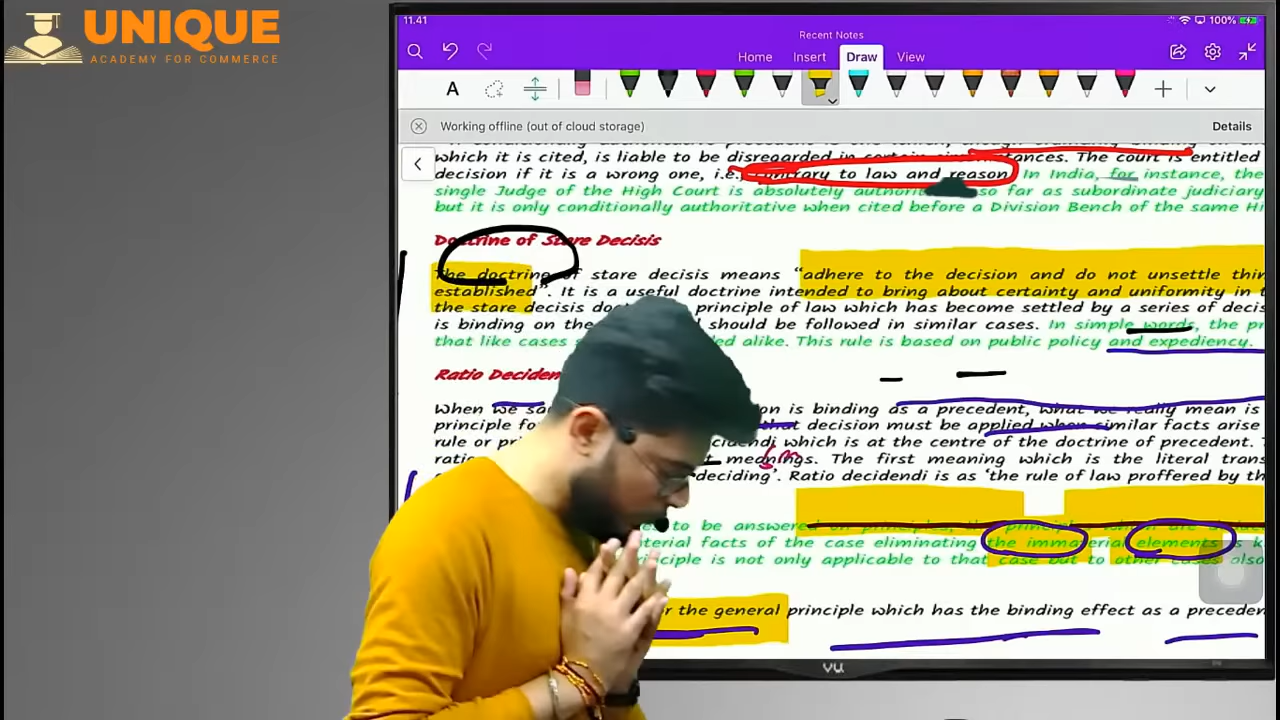 UNIQUE
ACADEMY FOR COMMERCE
11.41
100%
Recent Notes
Home Insert Draw View
A
Working offline (out of cloud storage)
Details
which it is cited, is liable to be disregarded in certain circumstances. The court is entitled
decision if it is a wrong one, i.e., contrary to law and reason. In India, for instance, the
single Judge of the High Court is absolutely so far as subordinate judiciary
but it is only conditionally authoritative when cited before a Division Bench of the same
Doctrine of Stare Decisis
The doctrine of stare decisis means "adhere to the decision and do not unsettle
established". It is a useful doctrine intended to bring about certainty and uniformity in
the stare decisis principle of law which has become settled by a series of
is binding on the should be followed in similar cases. In simple words, the
that like cases alike. This rule is based on public policy and expediency.
Ratio
When we is binding as a precedent, what we really mean is
principle that decision must be applied when similar facts arise
rule or which is at the centre of the doctrine of precedent.
meanings. The first meaning which is the literal
deciding'. Ratio decidendi is as 'the rule of law proffered by the
to be answered on principles, the principles which are
facts of the case eliminating the immaterial elements is
is not only applicable to that case but to other cases also
the general principle which has the binding effect as a
VU